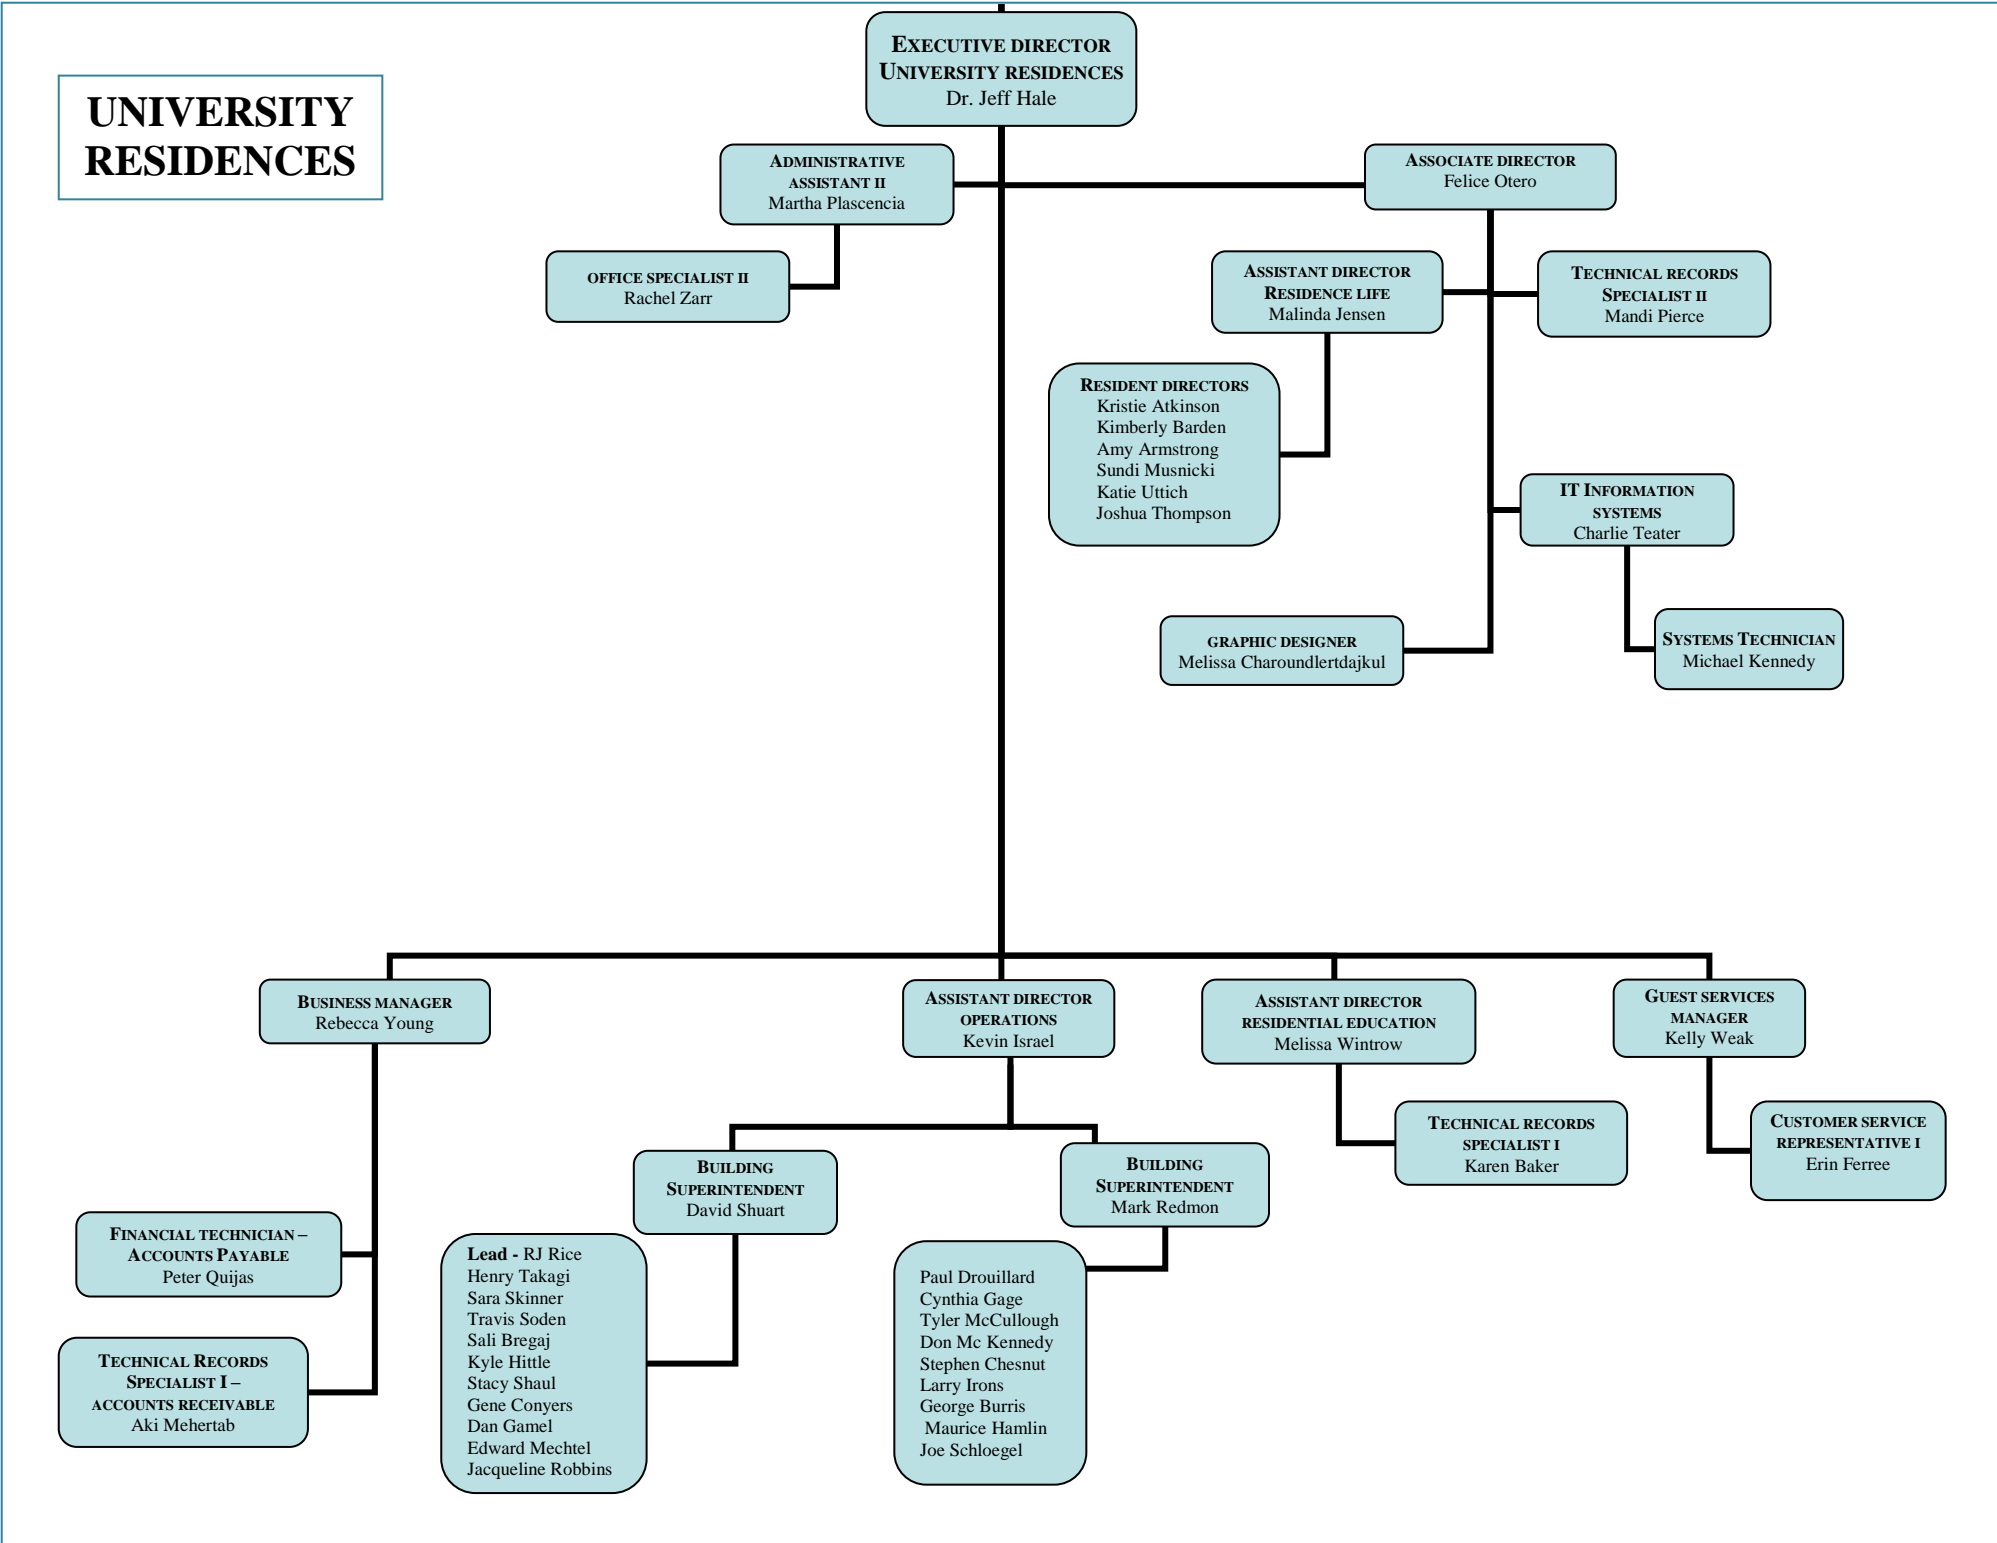 UNIVERSITY
RESIDENCES
EXECUTIVE DIRECTOR
UNIVERSITY RESIDENCES
Dr. Jeff Hale
ADMINISTRATIVE
ASSISTANT II
Martha Plascencia
ASSOCIATE DIRECTOR
Felice Otero
OFFICE SPECIALIST II
Rachel Zarr
ASSISTANT DIRECTOR
RESIDENCE LIFE
Malinda Jensen
TECHNICAL RECORDS
SPECIALIST II
Mandi Pierce
RESIDENT DIRECTORS
Kristie Atkinson
Kimberly Barden
Amy Armstrong
Sundi Musnicki
Katie Uttich
Joshua Thompson
IT INFORMATION
SYSTEMS
Charlie Teater
GRAPHIC DESIGNER
Melissa Charoundlertdajkul
SYSTEMS TECHNICIAN
Michael Kennedy
BUSINESS MANAGER
Rebecca Young
ASSISTANT DIRECTOR
OPERATIONS
Kevin Israel
ASSISTANT DIRECTOR
RESIDENTIAL EDUCATION
Melissa Wintrow
GUEST SERVICES
MANAGER
Kelly Weak
TECHNICAL RECORDS
SPECIALIST I
Karen Baker
CUSTOMER SERVICE
REPRESENTATIVE I
Erin Ferree
BUILDING
SUPERINTENDENT
David Shuart
BUILDING
SUPERINTENDENT
Mark Redmon
FINANCIAL TECHNICIAN –
ACCOUNTS PAYABLE
Peter Quijas
TECHNICAL RECORDS
SPECIALIST I –
ACCOUNTS RECEIVABLE
Aki Mehertab
Lead - RJ Rice
Henry Takagi
Sara Skinner
Travis Soden
Sali Bregaj
Kyle Hittle
Stacy Shaul
Gene Conyers
Dan Gamel
Edward Mechtel
Jacqueline Robbins
Paul Drouillard
Cynthia Gage
Tyler McCullough
Don Mc Kennedy
Stephen Chesnut
Larry Irons
George Burris
Maurice Hamlin
Joe Schloegel